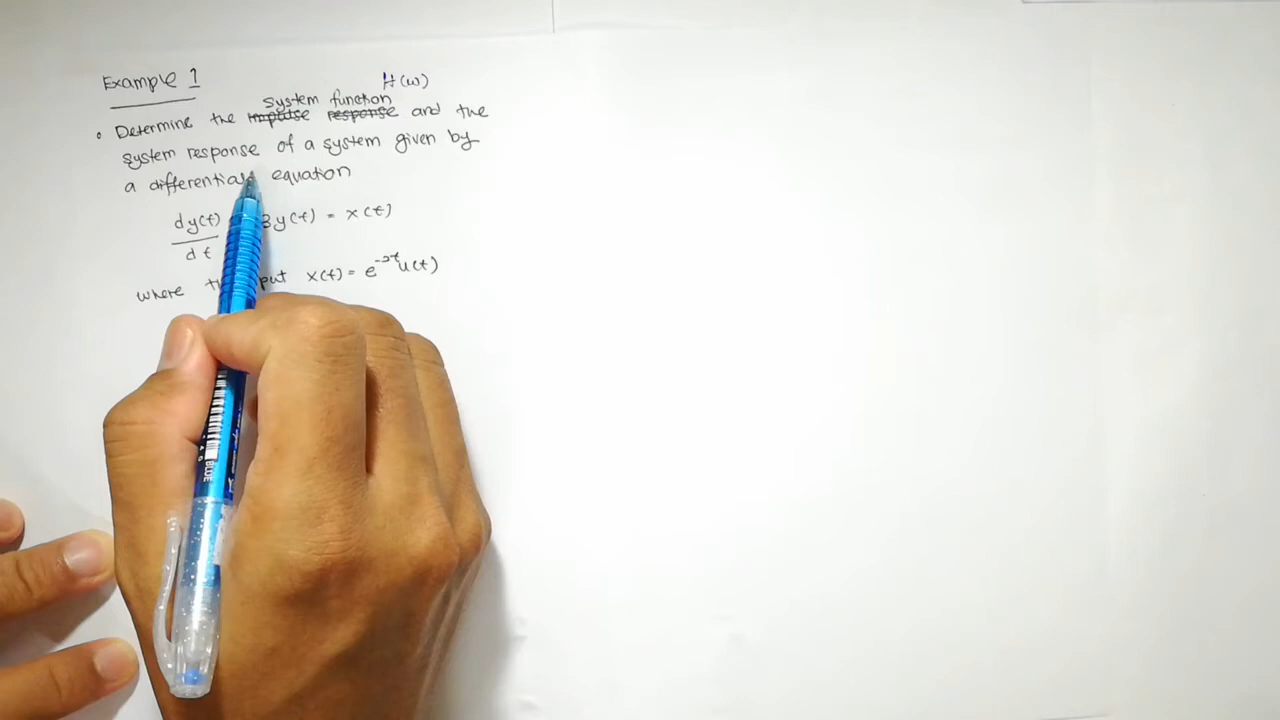 Example 1
H(w)
system function
Determine the impulse response and the
system response of a system given by
a differential equation
dy(t)
dt
3y(t) = x(t)
where x(t) = e^-2t u(t)
BLUE